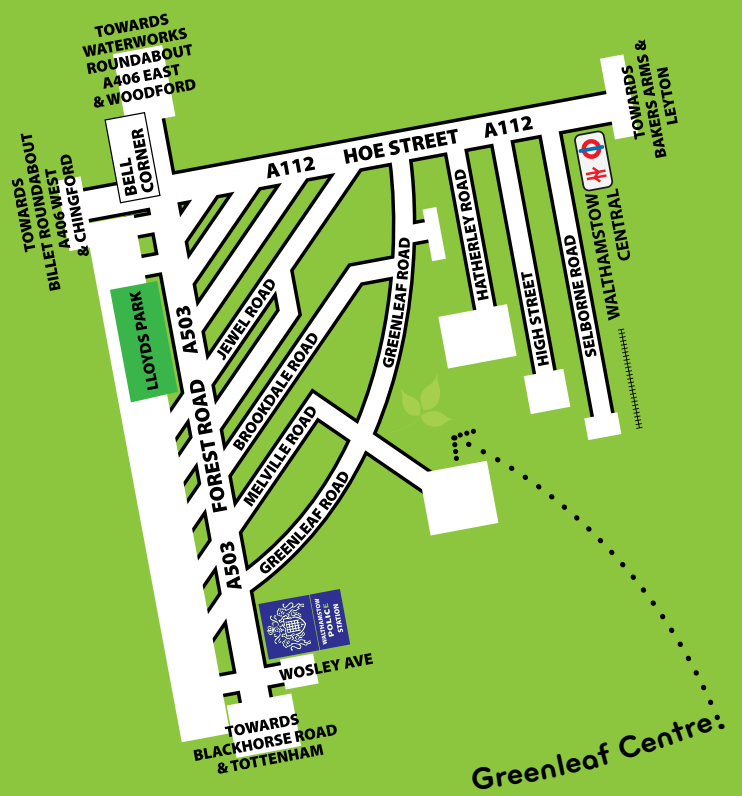 TOWARDS
WATERWORKS
ROUNDABOUT
A406 EAST
& WOODFORD
TOWARDS
BAKERS ARMS &
LEYTON
BELL
CORNER
A112
HOE STREET
A112
TOWARDS
BILLET ROUNDABOUT
A406 WEST
& CHINGFORD
WALTHAMSTOW
CENTRAL
HATHERLEY ROAD
HIGH STREET
SELBORNE ROAD
GREENLEAF ROAD
LLOYDS PARK
A503
JEWEL ROAD
BROOKDALE ROAD
FOREST ROAD
MELVILLE ROAD
GREENLEAF ROAD
A503
WALTHAMSTOW
POLICE
STATION
WOSLEY AVE
TOWARDS
BLACKHORSE ROAD
& TOTTENHAM
Greenleaf Centre